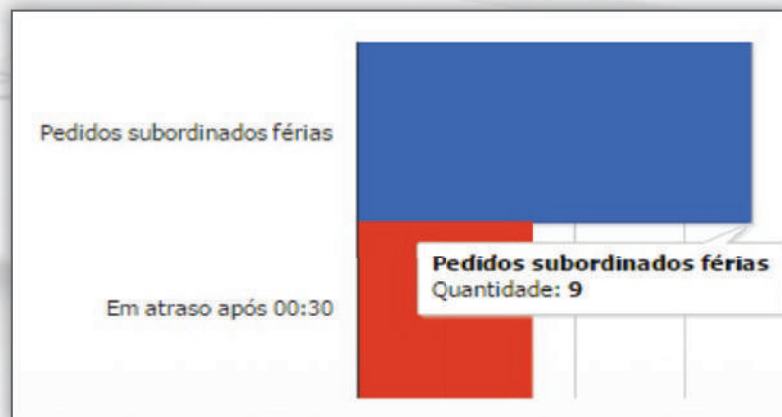 Pedidos subordinados férias
Pedidos subordinados férias
Quantidade: 9
Em atraso após 00:30